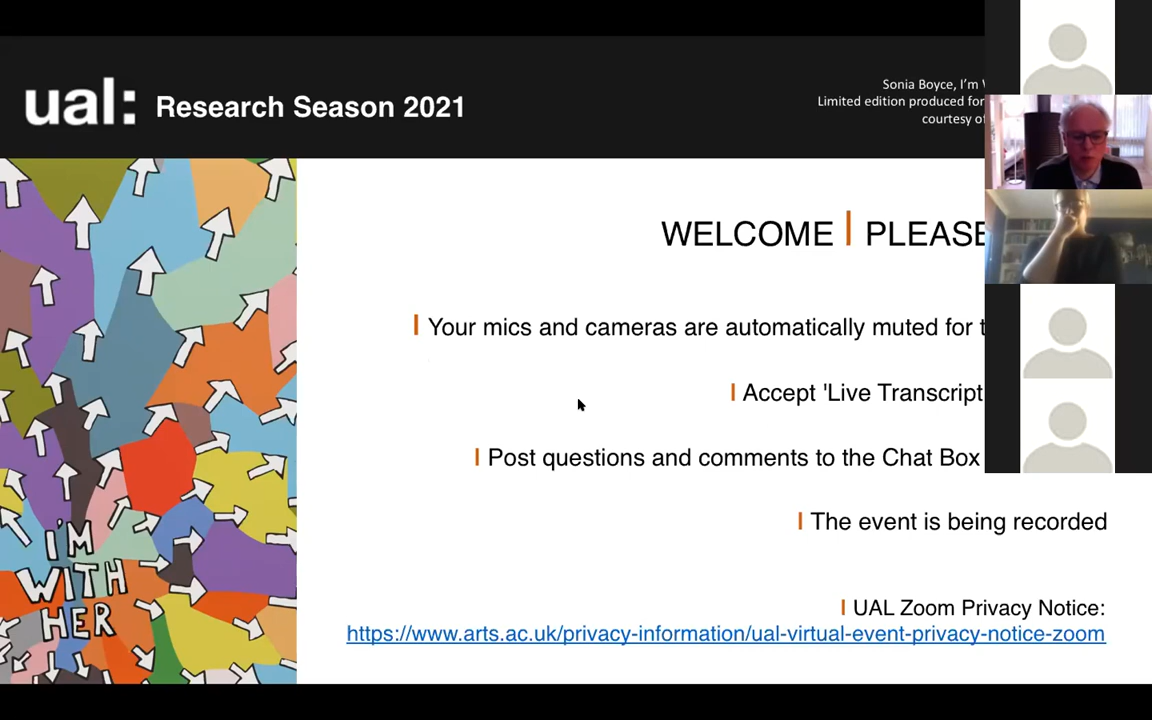 ual: Research Season 2021
Sonia Boyce, I'm
Limited edition produced for
courtesy of
WELCOME | PLEASE
| Your mics and cameras are automatically muted for
| Accept 'Live Transcript
| Post questions and comments to the Chat Box
| The event is being recorded
| UAL Zoom Privacy Notice:
https://www.arts.ac.uk/privacy-information/ual-virtual-event-privacy-notice-zoom
I'M
WITH
HER